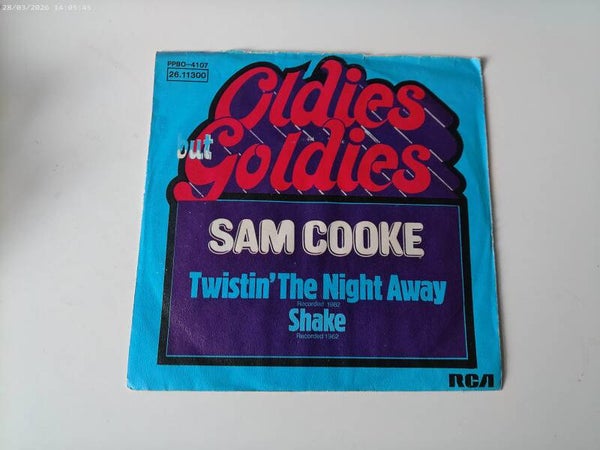 28/03/2026 14:05:45
PPBO-4107
26.11300
Oldies
but
Goldies
SAM COOKE
Twistin' The Night Away
Recorded 1962
Shake
Recorded 1962
RCA